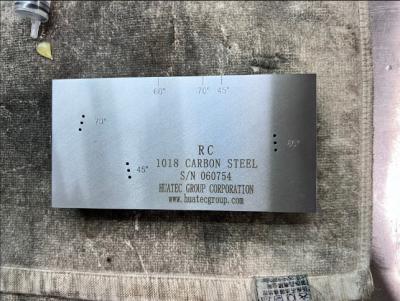 60° 70° 45°
70°
60°
45°
RC
1018 CARBON STEEL
S/N 060754
HUATEC GROUP CORPORATION
www.huatecgroup.com